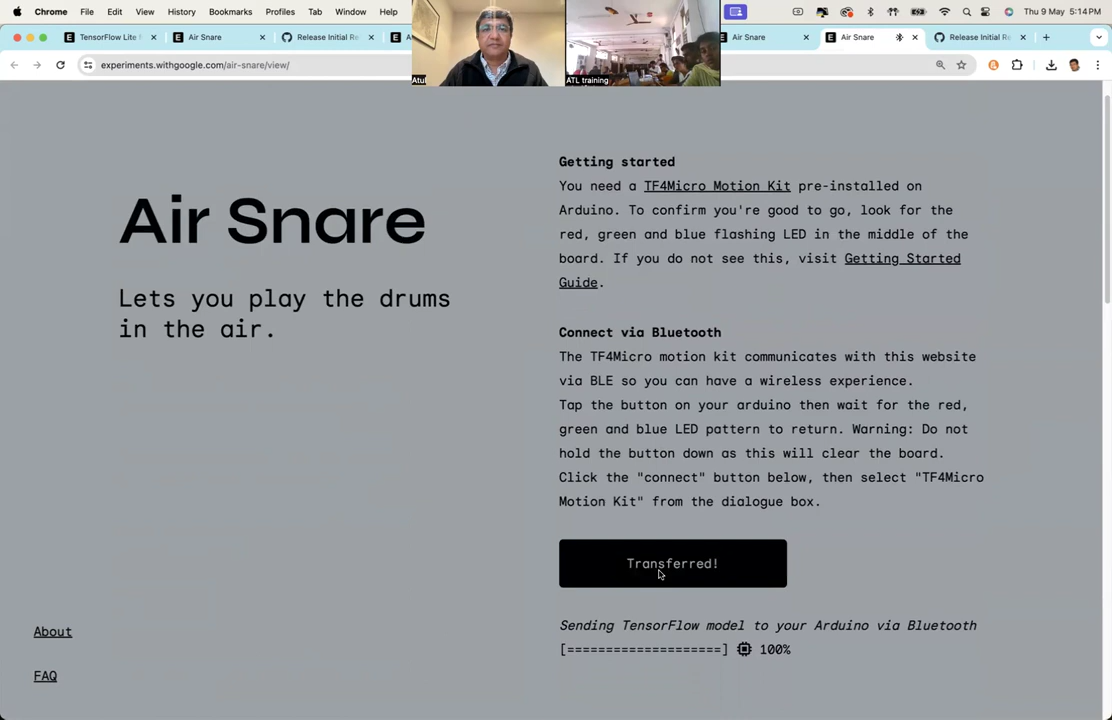 Chrome File Edit View History Bookmarks Profiles Tab Window Help Thu 9 May 5:14 PM
TensorFlow Lite Air Snare Release Initial Re Air Snare Air Snare Release Initial Re
experiments.withgoogle.com/air-snare/view/
Atul
ATL training
Air Snare
Lets you play the drums
in the air.
About
FAQ
Getting started
You need a TF4Micro Motion Kit pre-installed on
Arduino. To confirm you're good to go, look for the
red, green and blue flashing LED in the middle of the
board. If you do not see this, visit Getting Started
Guide.
Connect via Bluetooth
The TF4Micro motion kit communicates with this website
via BLE so you can have a wireless experience.
Tap the button on your arduino then wait for the red,
green and blue LED pattern to return. Warning: Do not
hold the button down as this will clear the board.
Click the "connect" button below, then select "TF4Micro
Motion Kit" from the dialogue box.
Transferred!
Sending TensorFlow model to your Arduino via Bluetooth
[====================] 100%